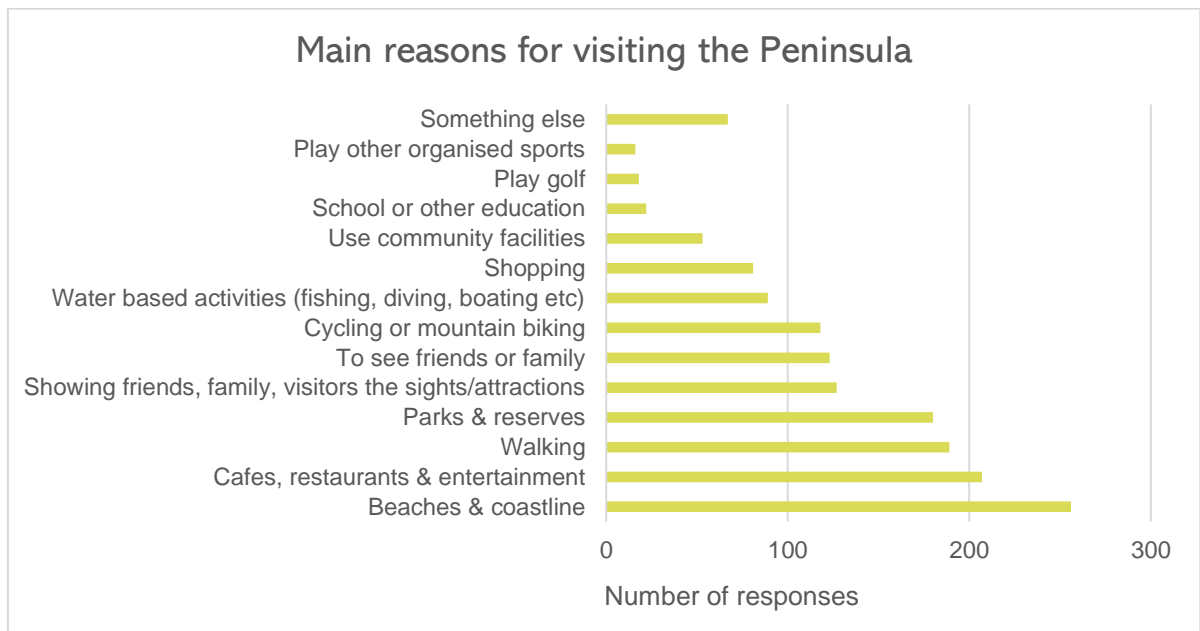 Main reasons for visiting the Peninsula
Something else
Play other organised sports
Play golf
School or other education
Use community facilities
Shopping
Water based activities (fishing, diving, boating etc)
Cycling or mountain biking
To see friends or family
Showing friends, family, visitors the sights/attractions
Parks & reserves
Walking
Cafes, restaurants & entertainment
Beaches & coastline
0 100 200 300
Number of responses